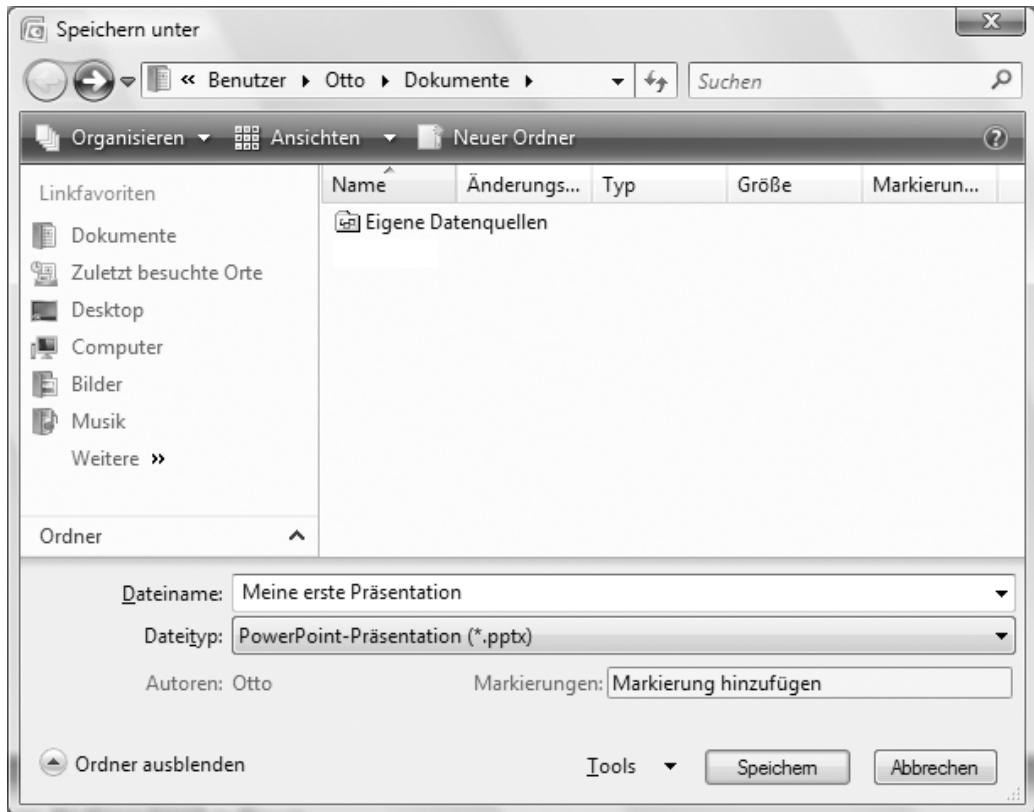 Speichern unter
« Benutzer ▸ Otto ▸ Dokumente ▸ Suchen
Organisieren Ansichten Neuer Ordner
Linkfavoriten
Dokumente
Zuletzt besuchte Orte
Desktop
Computer
Bilder
Musik
Weitere »
Ordner
Name Änderungs... Typ Größe Markierun...
Eigene Datenquellen
Dateiname: Meine erste Präsentation
Dateityp: PowerPoint-Präsentation (*.pptx)
Autoren: Otto Markierungen: Markierung hinzufügen
Ordner ausblenden Tools Speichern Abbrechen